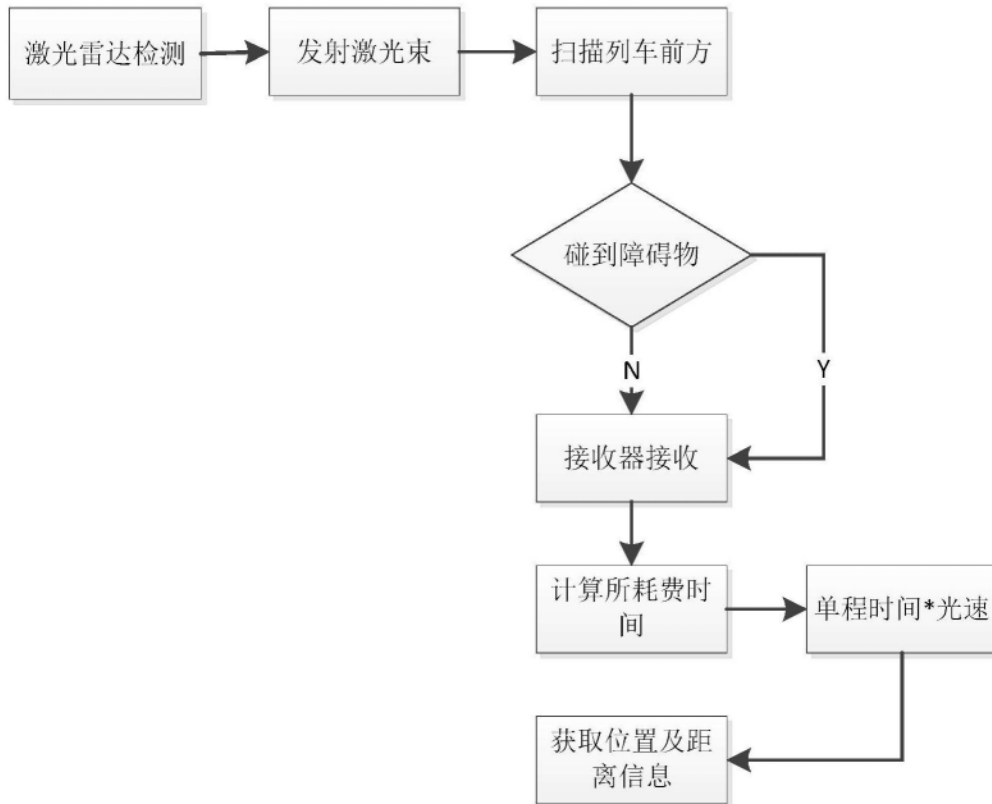 激光雷达检测
发射激光束
扫描列车前方
碰到障碍物
N
Y
接收器接收
计算所耗费时
间
单程时间*光速
获取位置及距
离信息